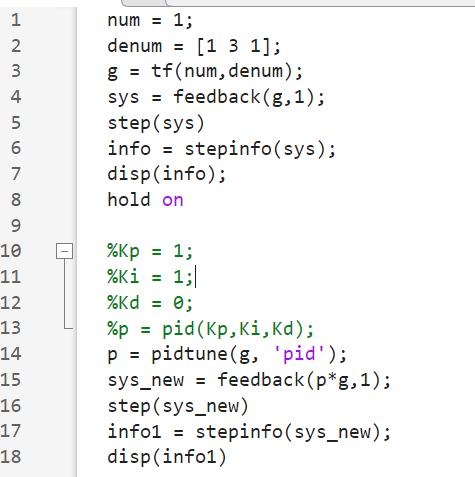 1 num = 1;
2 denum = [1 3 1];
3 g = tf(num,denum);
4 sys = feedback(g,1);
5 step(sys)
6 info = stepinfo(sys);
7 disp(info);
8 hold on
9
10 %Kp = 1;
11 %Ki = 1;
12 %Kd = 0;
13 %p = pid(Kp,Ki,Kd);
14 p = pidtune(g, 'pid');
15 sys_new = feedback(p*g,1);
16 step(sys_new)
17 info1 = stepinfo(sys_new);
18 disp(info1)